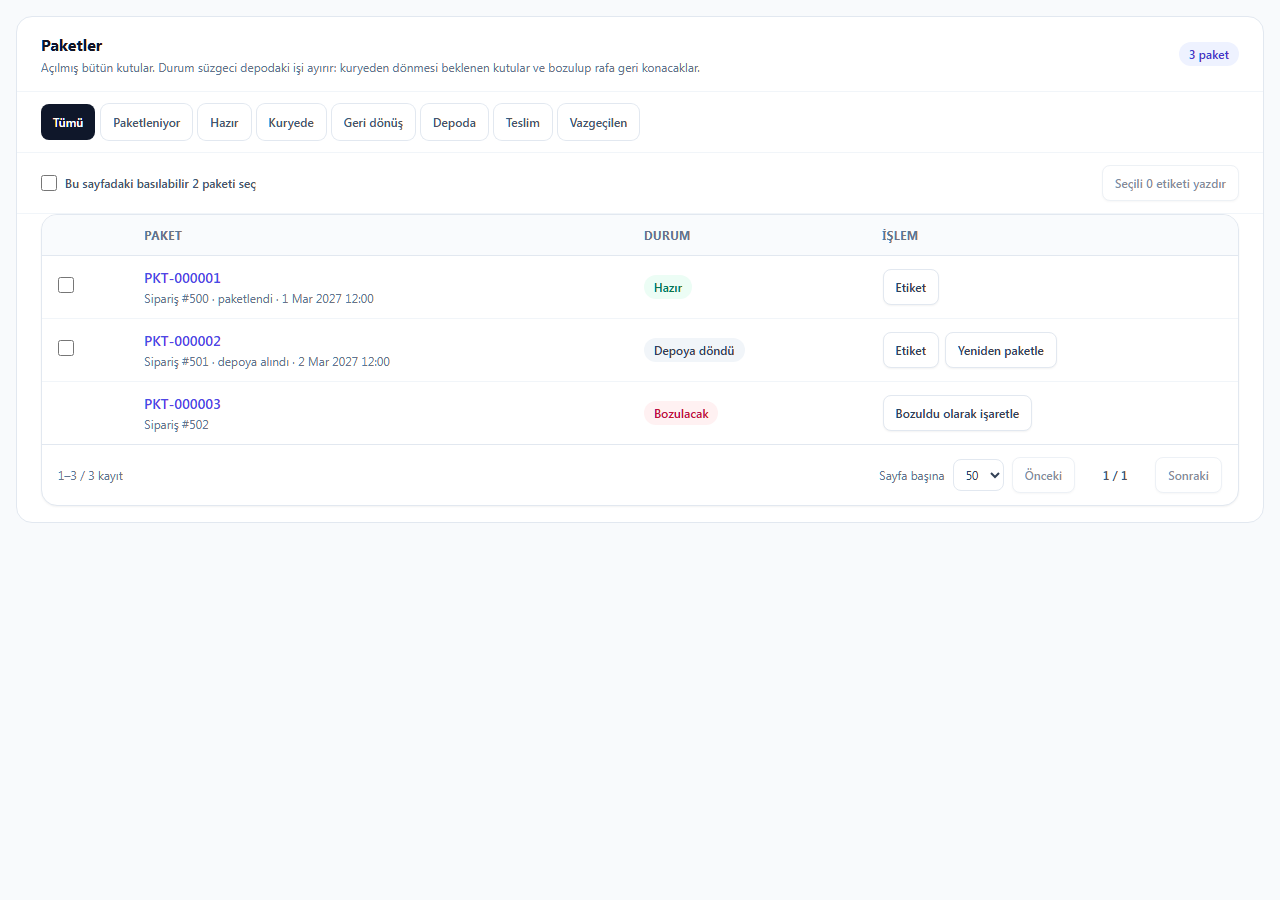 Paketler
Açılmış bütün kutular. Durum süzgeci depodaki işi ayırır: kuryeden dönmesi beklenen kutular ve bozulup rafa geri konacaklar.
3 paket
Tümü Paketleniyor Hazır Kuryede Geri dönüş Depoda Teslim Vazgeçilen
Bu sayfadaki basılabilir 2 paketi seç
Seçili 0 etiketi yazdır
PAKET DURUM İŞLEM
PKT-000001
Sipariş #500 · paketlendi · 1 Mar 2027 12:00
Hazır
Etiket
PKT-000002
Sipariş #501 · depoya alındı · 2 Mar 2027 12:00
Depoya döndü
Etiket Yeniden paketle
PKT-000003
Sipariş #502
Bozulacak
Bozuldu olarak işaretle
1–3 / 3 kayıt
Sayfa başına 50 Önceki 1 / 1 Sonraki